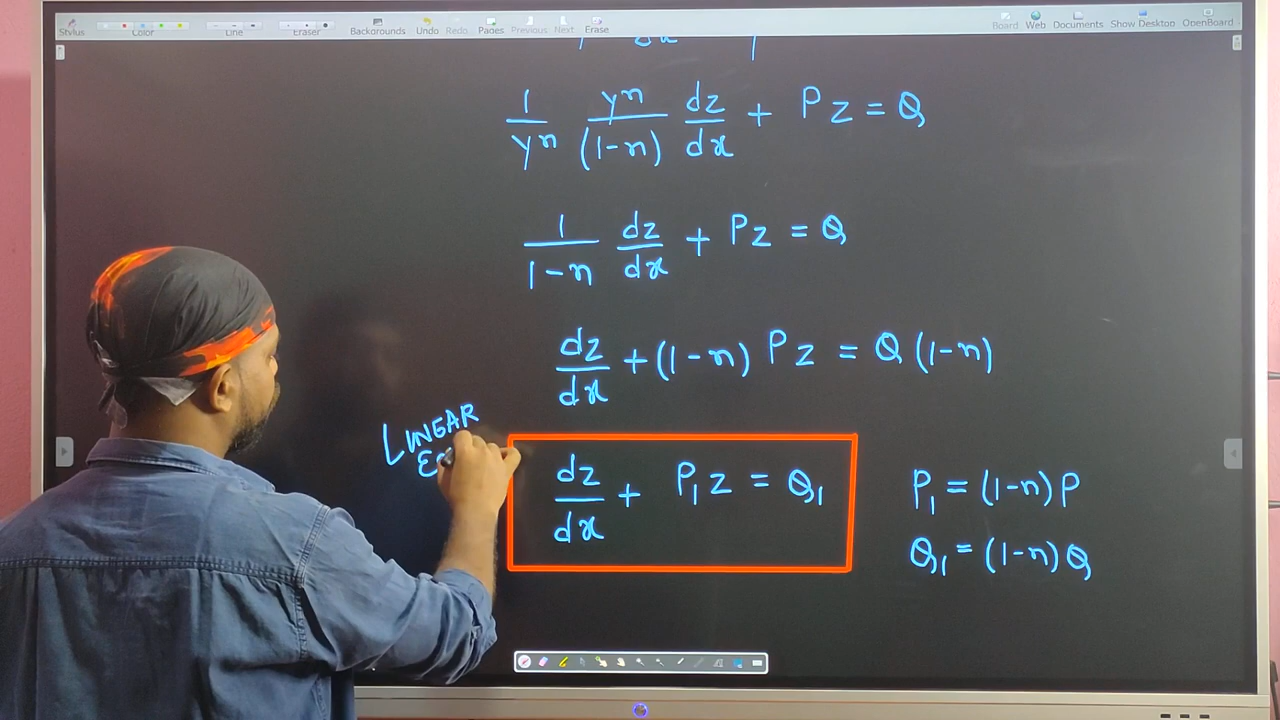 Stylus Color Line Eraser Backgrounds Undo Redo Pages Previous Next Erase Board Web Documents Show Desktop OpenBoard
1/yⁿ yⁿ/(1-n) dz/dx + Pz = Q
1/1-n dz/dx + Pz = Q
dz/dx + (1-n) Pz = Q (1-n)
LINEAR
dz/dx + P₁z = Q₁
P₁ = (1-n)P
Q₁ = (1-n)Q